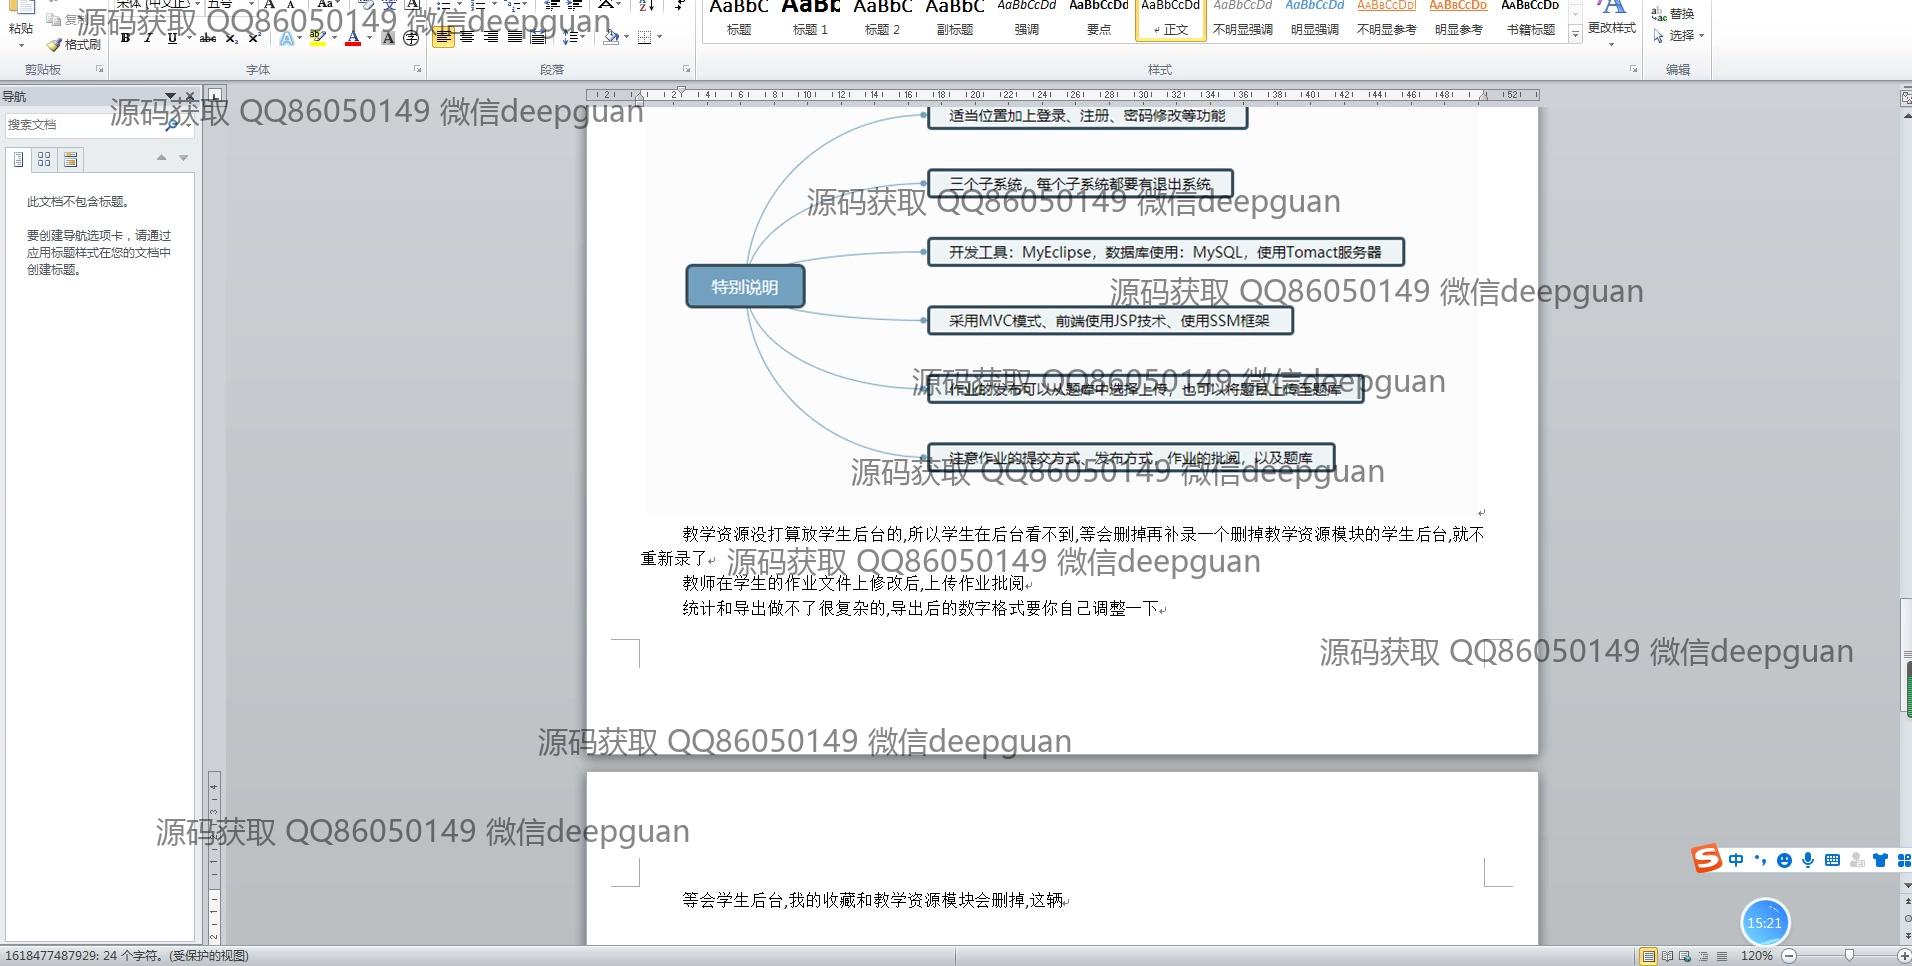 粘贴
格式刷
剪贴板
字体
段落
AaBbC
AaBb
AaBbC
AaBbC
AaBbCcDd
AaBbCcDd
AaBbCcDd
AaBbCcDd
AaBbCcDd
AaBbCcDd
AaBbCcDd
AaBbCcDd
标题
标题 1
标题 2
副标题
强调
要点
正文
不明显强调
明显强调
不明显参考
明显参考
书籍标题
更改样式
样式
替换
选择
编辑
源码获取 QQ86050149 微信deepguan
导航
源码获取 QQ86050149 微信deepguan
搜索文档
此文档不包含标题。
要创建导航选项卡，请通过
应用标题样式在您的文档中
创建标题。
适当位置加上登录、注册、密码修改等功能
三个子系统，每个子系统都要有退出系统
源码获取 QQ86050149 微信deepguan
开发工具：MyEclipse，数据库使用：MySQL，使用Tomact服务器
特别说明
源码获取 QQ86050149 微信deepguan
采用MVC模式、前端使用JSP技术、使用SSM框架
源码获取 QQ86050149 微信deepguan
作业的发布可以从题库中选择上传，也可以将题目上传至题库
注意作业的提交方式、发布方式、作业的批阅，以及题库
源码获取 QQ86050149 微信deepguan
教学资源没打算放学生后台的,所以学生在后台看不到,等会删掉再补录一个删掉教学资源模块的学生后台,就不
重新录了
源码获取 QQ86050149 微信deepguan
教师在学生的作业文件上修改后,上传作业批阅
统计和导出做不了很复杂的,导出后的数字格式要你自己调整一下
源码获取 QQ86050149 微信deepguan
源码获取 QQ86050149 微信deepguan
源码获取 QQ86050149 微信deepguan
中
等会学生后台,我的收藏和教学资源模块会删掉,这辆
15:21
1618477487929: 24 个字符。(受保护的视图)
120%